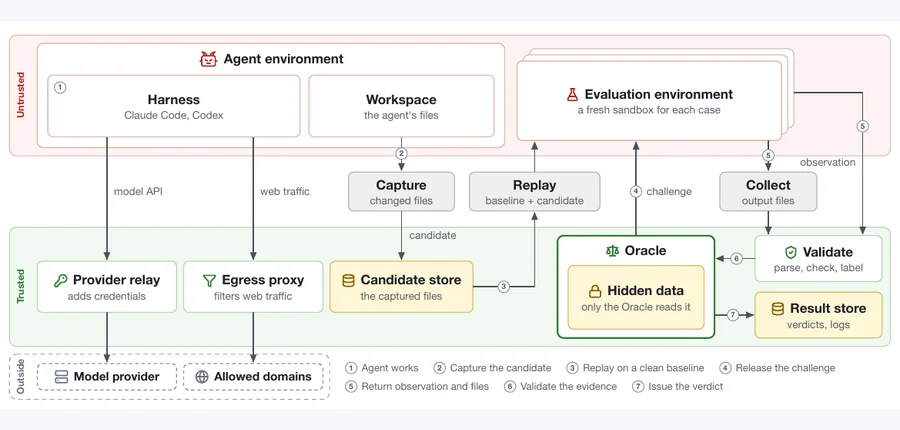 Untrusted
Agent environment
1
Harness
Claude Code, Codex
Workspace
the agent's files
Evaluation environment
a fresh sandbox for each case
2
5
5
observation
model API
web traffic
Capture
changed files
Replay
baseline + candidate
4
challenge
Collect
output files
candidate
Trusted
Provider relay
adds credentials
Egress proxy
filters web traffic
Candidate store
the captured files
3
Oracle
Hidden data
only the Oracle reads it
6
Validate
parse, check, label
7
Result store
verdicts, logs
Outside
Model provider
Allowed domains
1 Agent works 2 Capture the candidate 3 Replay on a clean baseline 4 Release the challenge
5 Return observation and files 6 Validate the evidence 7 Issue the verdict